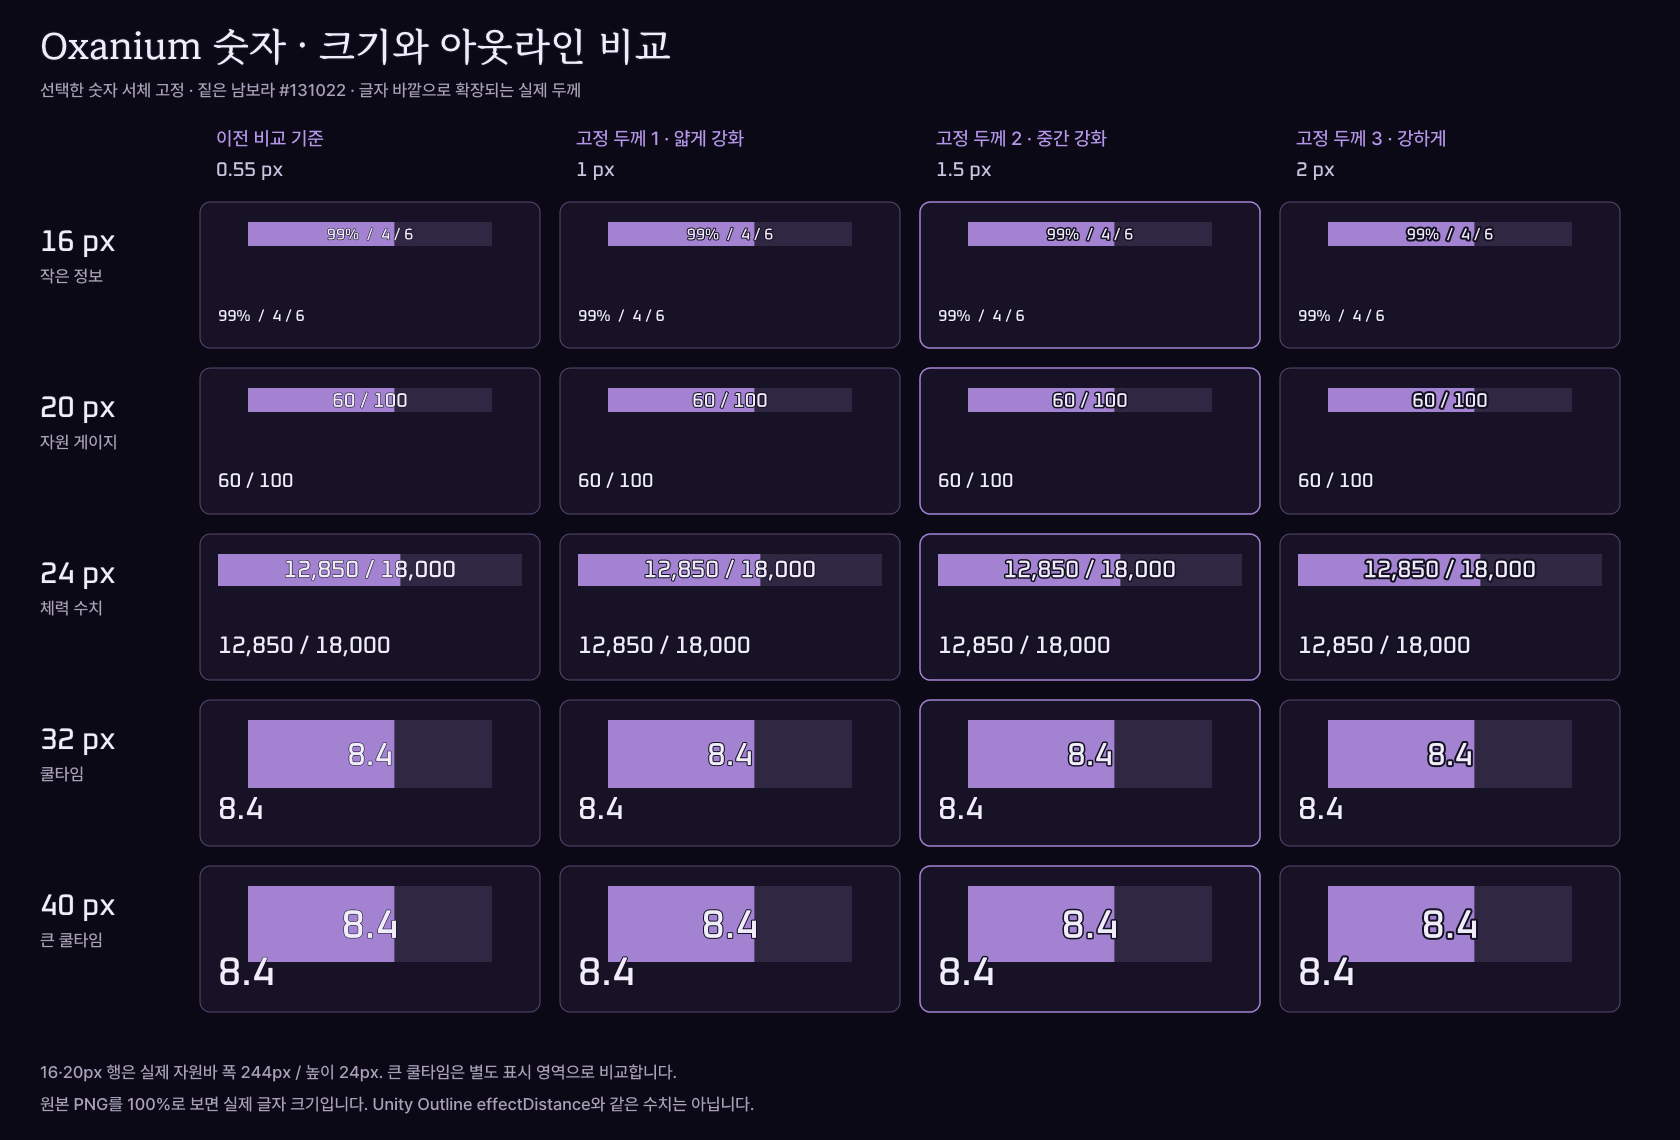 Oxanium 숫자 · 크기와 아웃라인 비교
선택한 숫자 서체 고정 · 짙은 남보라 #131022 · 글자 바깥으로 확장되는 실제 두께
이전 비교 기준
0.55 px
고정 두께 1 · 얇게 강화
1 px
고정 두께 2 · 중간 강화
1.5 px
고정 두께 3 · 강하게
2 px
16 px
작은 정보
99% / 4 / 6
99% / 4 / 6
99% / 4 / 6
99% / 4 / 6
99% / 4 / 6
99% / 4 / 6
99% / 4 / 6
99% / 4 / 6
20 px
자원 게이지
60 / 100
60 / 100
60 / 100
60 / 100
60 / 100
60 / 100
60 / 100
60 / 100
24 px
체력 수치
12,850 / 18,000
12,850 / 18,000
12,850 / 18,000
12,850 / 18,000
12,850 / 18,000
12,850 / 18,000
12,850 / 18,000
12,850 / 18,000
32 px
쿨타임
8.4
8.4
8.4
8.4
8.4
8.4
8.4
8.4
40 px
큰 쿨타임
8.4
8.4
8.4
8.4
8.4
8.4
8.4
8.4
16·20px 행은 실제 자원바 폭 244px / 높이 24px. 큰 쿨타임은 별도 표시 영역으로 비교합니다.
원본 PNG를 100%로 보면 실제 글자 크기입니다. Unity Outline effectDistance와 같은 수치는 아닙니다.